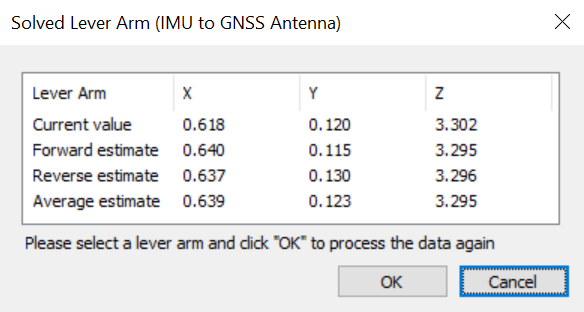 Solved Lever Arm (IMU to GNSS Antenna)
Lever Arm X Y Z
Current value 0.618 0.120 3.302
Forward estimate 0.640 0.115 3.295
Reverse estimate 0.637 0.130 3.296
Average estimate 0.639 0.123 3.295
Please select a lever arm and click "OK" to process the data again
OK Cancel